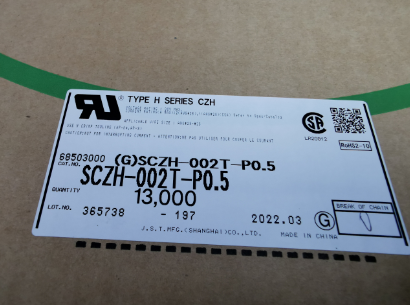 TYPE H SERIES CZH
LR20812
RoHS2-10
68503000 (G)SCZH-002T-P0.5
CAT.NO. SCZH-002T-P0.5
QUANTITY 13,000
LOT.NO. 365738 -197 2022.03 G
BREAK OF CHAIN
J.S.T.MFG.(SHANGHAI)CO.,LTD. MADE IN CHINA